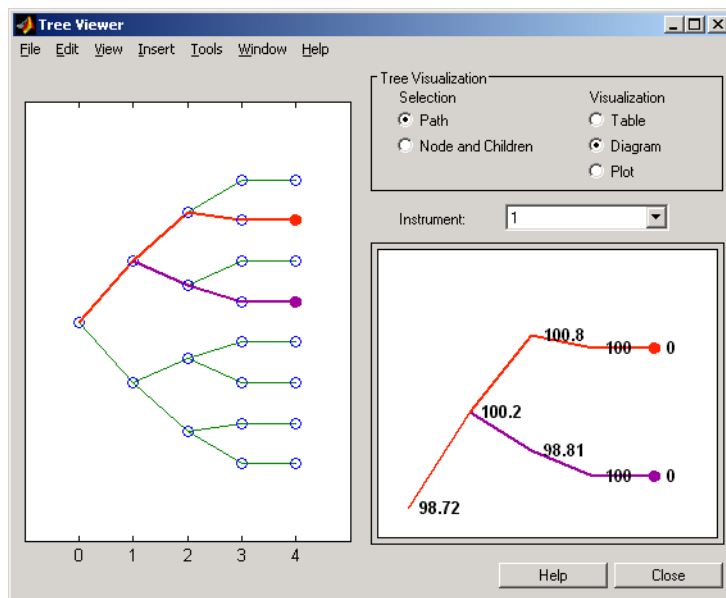 Tree Viewer
File Edit View Insert Tools Window Help
Tree Visualization
Selection Visualization
Path Table
Node and Children Diagram
Plot
Instrument: 1
100.8 100 0
100.2
98.81 100 0
98.72
0 1 2 3 4
Help Close